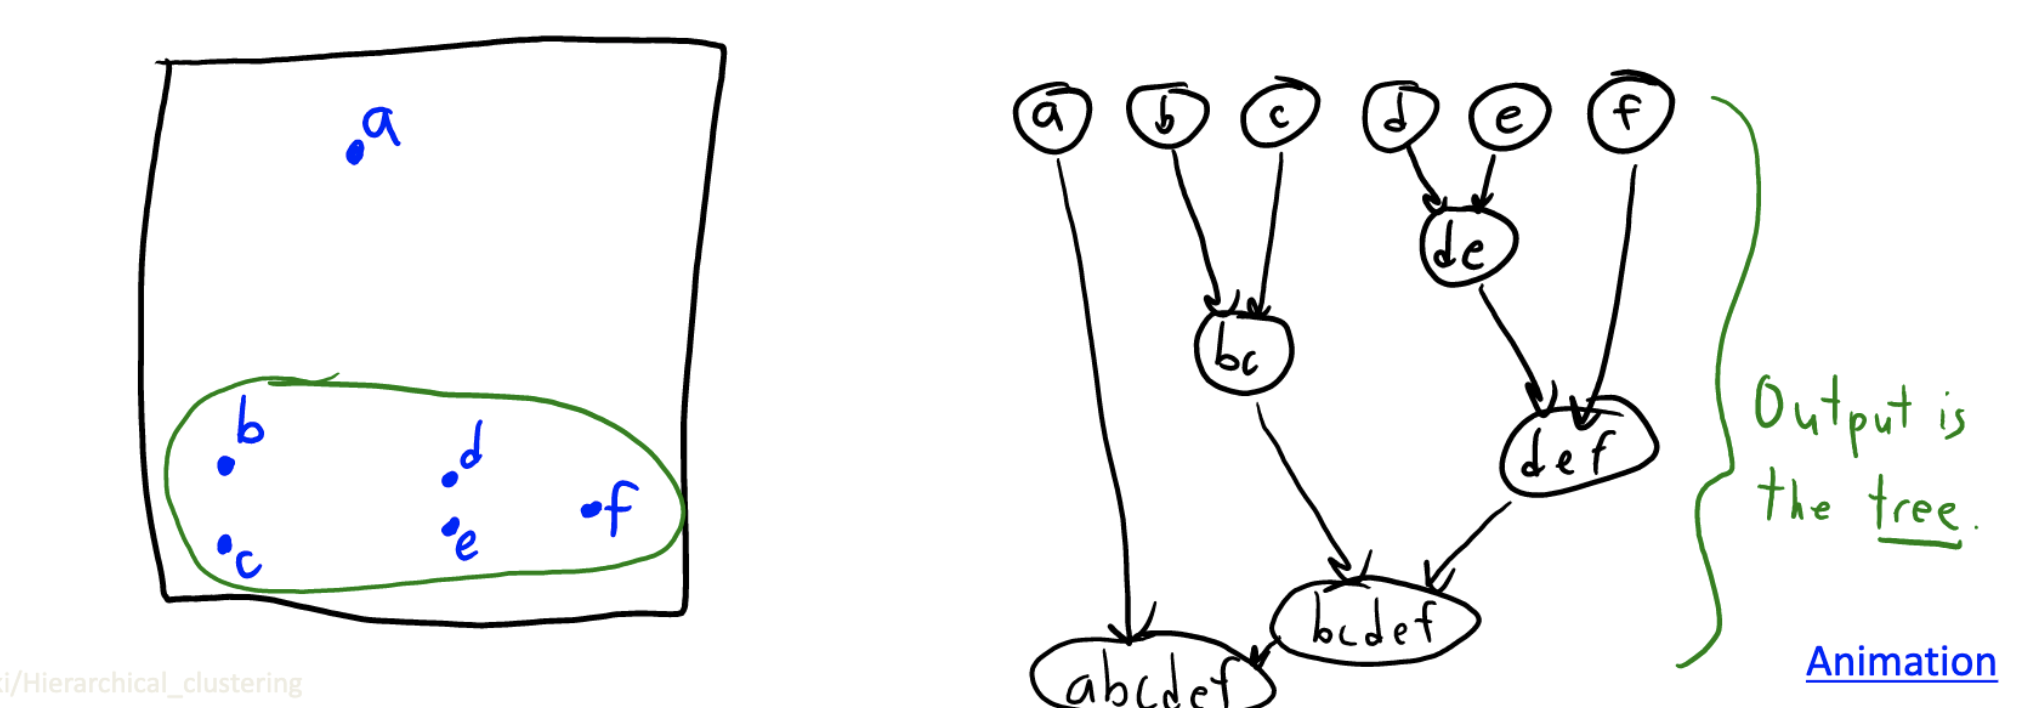 a
b
d
f
e
c
a b c d e f
de
bc
def
bcdef
abcdef
Output is
the tree.
Animation
i/Hierarchical_clustering